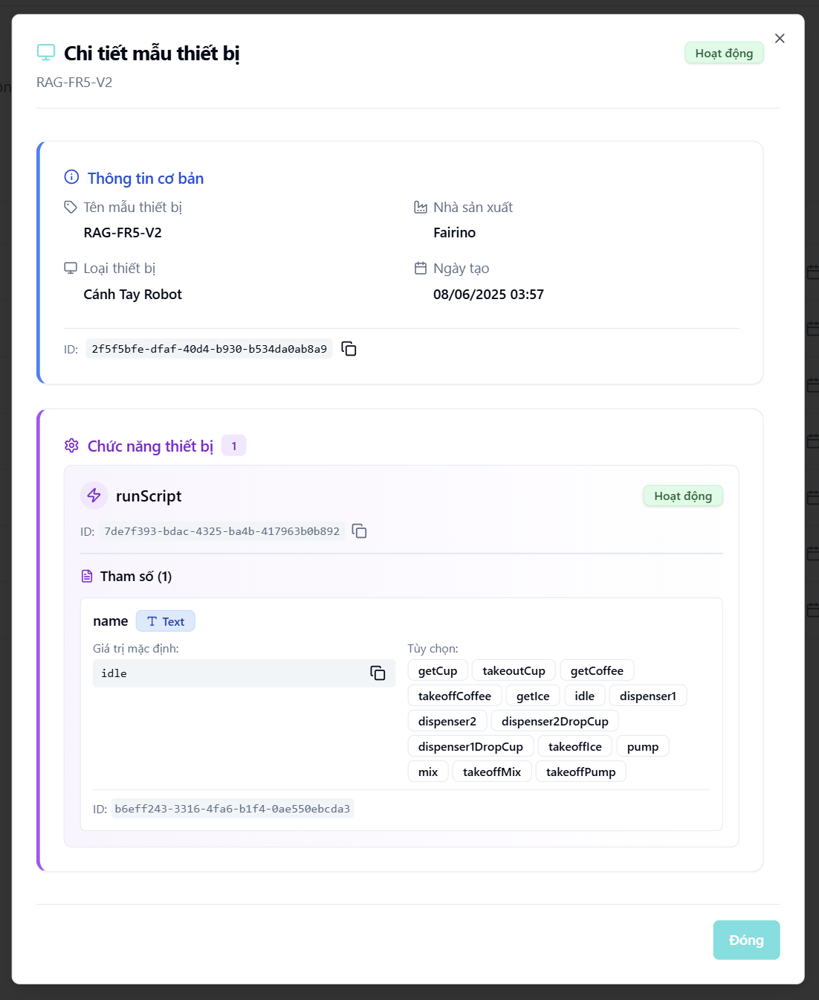 Chi tiết mẫu thiết bị
Hoạt động
RAG-FR5-V2
Thông tin cơ bản
Tên mẫu thiết bị
RAG-FR5-V2
Nhà sản xuất
Fairino
Loại thiết bị
Cánh Tay Robot
Ngày tạo
08/06/2025 03:57
ID: 2f5f5bfe-dfaf-40d4-b930-b534da0ab8a9
Chức năng thiết bị 1
runScript
Hoạt động
ID: 7de7f393-bdac-4325-ba4b-417963b0b892
Tham số (1)
name Text
Giá trị mặc định:
idle
Tùy chọn:
getCup takeoutCup getCoffee
takeoffCoffee getIce idle dispenser1
dispenser2 dispenser2DropCup
dispenser1DropCup takeoffIce pump
mix takeoffMix takeoffPump
ID: b6eff243-3316-4fa6-b1f4-0ae550ebcda3
Đóng